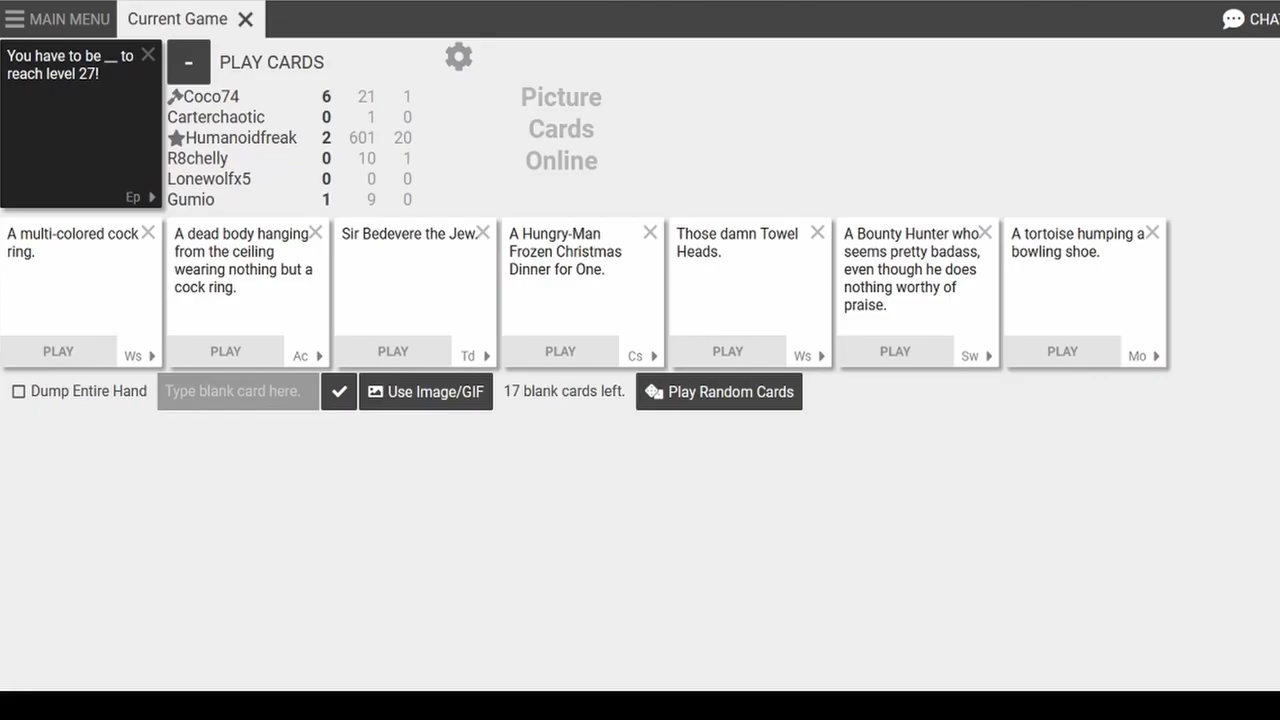 MAIN MENU
Current Game
CHA
You have to be __ to
reach level 27!
Ep
-
PLAY CARDS
Coco74 6 21 1
Carterchaotic 0 1 0
Humanoidfreak 2 601 20
R8chelly 0 10 1
Lonewolfx5 0 0 0
Gumio 1 9 0
Picture
Cards
Online
A multi-colored cock
ring.
PLAY
Ws
A dead body hanging
from the ceiling
wearing nothing but a
cock ring.
PLAY
Ac
Sir Bedevere the Jew.
PLAY
Td
A Hungry-Man
Frozen Christmas
Dinner for One.
PLAY
Cs
Those damn Towel
Heads.
PLAY
Ws
A Bounty Hunter who
seems pretty badass,
even though he does
nothing worthy of
praise.
PLAY
Sw
A tortoise humping a
bowling shoe.
PLAY
Mo
Dump Entire Hand
Type blank card here.
Use Image/GIF
17 blank cards left.
Play Random Cards